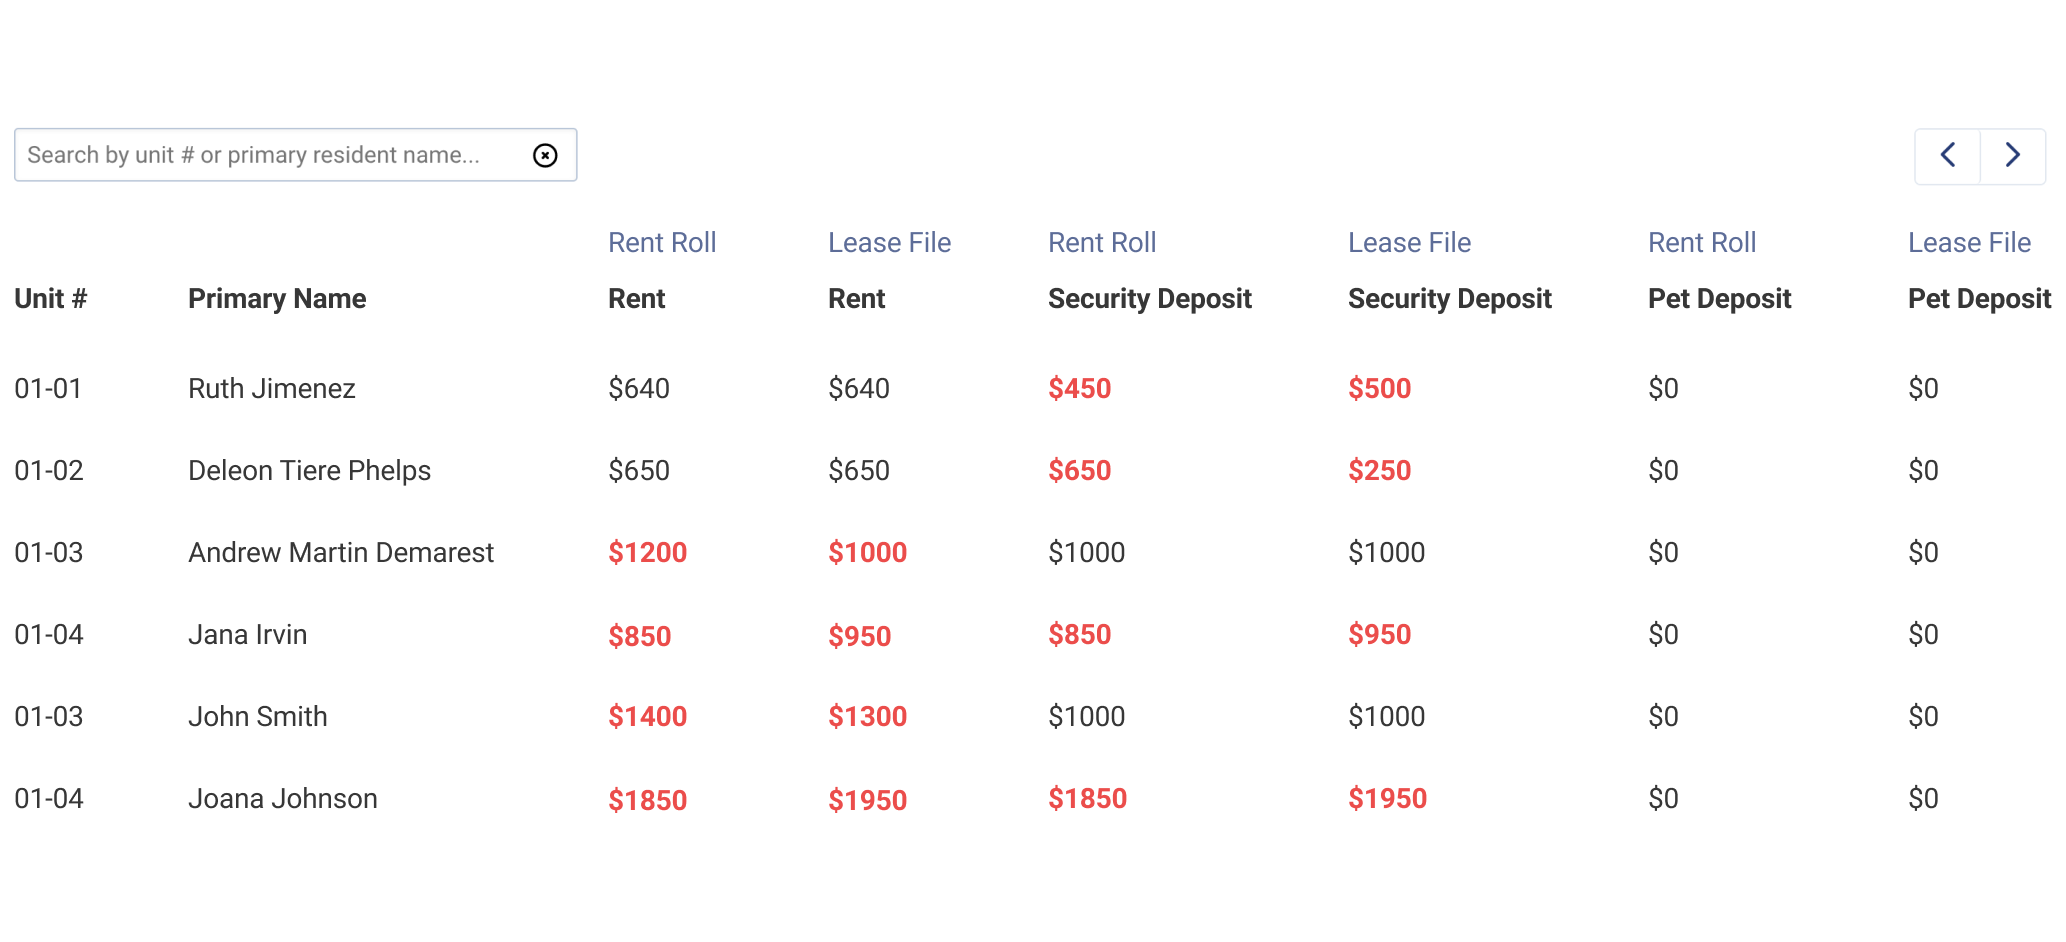 Search by unit # or primary resident name...
Rent Roll Lease File Rent Roll Lease File Rent Roll Lease File
Unit # Primary Name Rent Rent Security Deposit Security Deposit Pet Deposit Pet Deposit
01-01 Ruth Jimenez $640 $640 $450 $500 $0 $0
01-02 Deleon Tiere Phelps $650 $650 $650 $250 $0 $0
01-03 Andrew Martin Demarest $1200 $1000 $1000 $1000 $0 $0
01-04 Jana Irvin $850 $950 $850 $950 $0 $0
01-03 John Smith $1400 $1300 $1000 $1000 $0 $0
01-04 Joana Johnson $1850 $1950 $1850 $1950 $0 $0